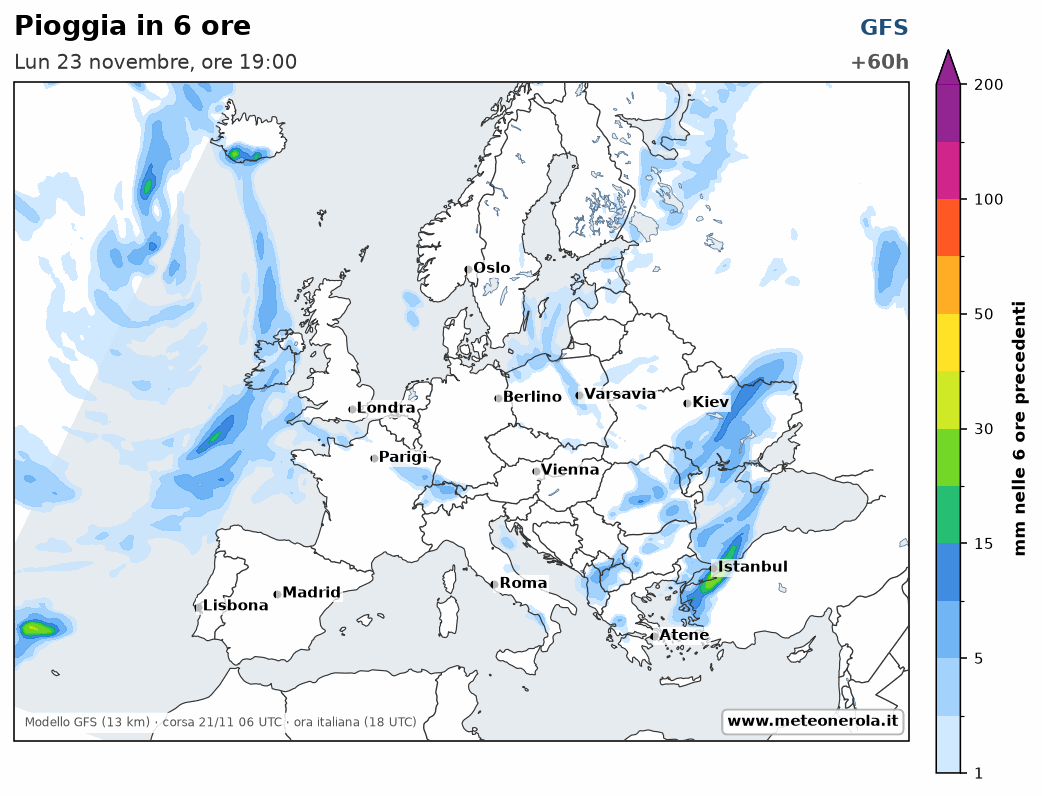 Pioggia in 6 ore
GFS
Lun 23 novembre, ore 19:00
+60h
200
100
50
30
15
5
1
mm nelle 6 ore precedenti
Oslo
Berlino
Varsavia
Kiev
Londra
Parigi
Vienna
Istanbul
Roma
Madrid
Lisbona
Atene
Modello GFS (13 km) · corsa 21/11 06 UTC · ora italiana (18 UTC)
www.meteonerola.it